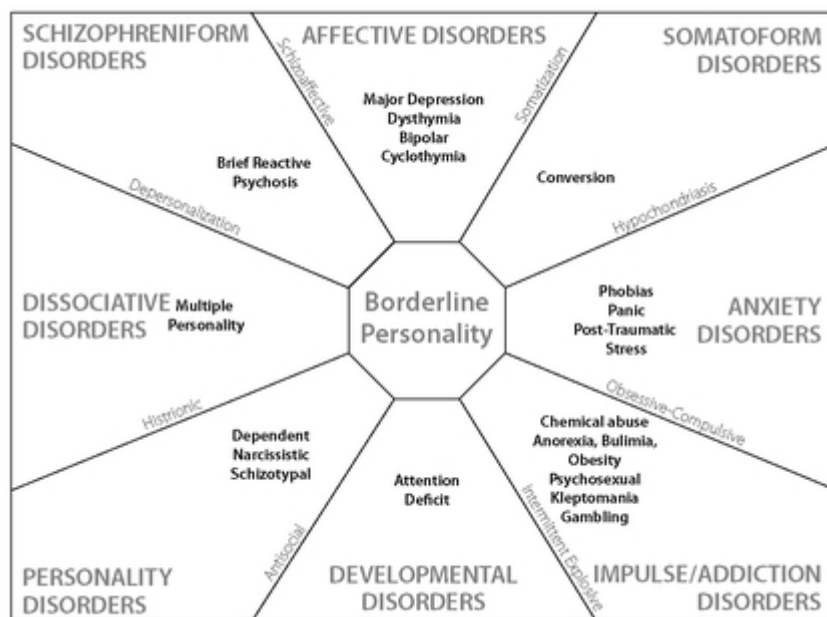 SCHIZOPHRENIFORM
DISORDERS
Schizoaffective
AFFECTIVE DISORDERS
Major Depression
Dysthymia
Bipolar
Cyclothymia
Somatization
SOMATOFORM
DISORDERS
Brief Reactive
Psychosis
Conversion
Depersonalization
Hypochondriasis
DISSOCIATIVE
DISORDERS
Multiple
Personality
Borderline
Personality
Phobias
Panic
Post-Traumatic
Stress
ANXIETY
DISORDERS
Histrionic
Obsessive-Compulsive
Dependent
Narcissistic
Schizotypal
Attention
Deficit
Chemical abuse
Anorexia, Bulimia,
Obesity
Psychosexual
Kleptomania
Gambling
Antisocial
Intermittent Explosive
PERSONALITY
DISORDERS
DEVELOPMENTAL
DISORDERS
IMPULSE/ADDICTION
DISORDERS